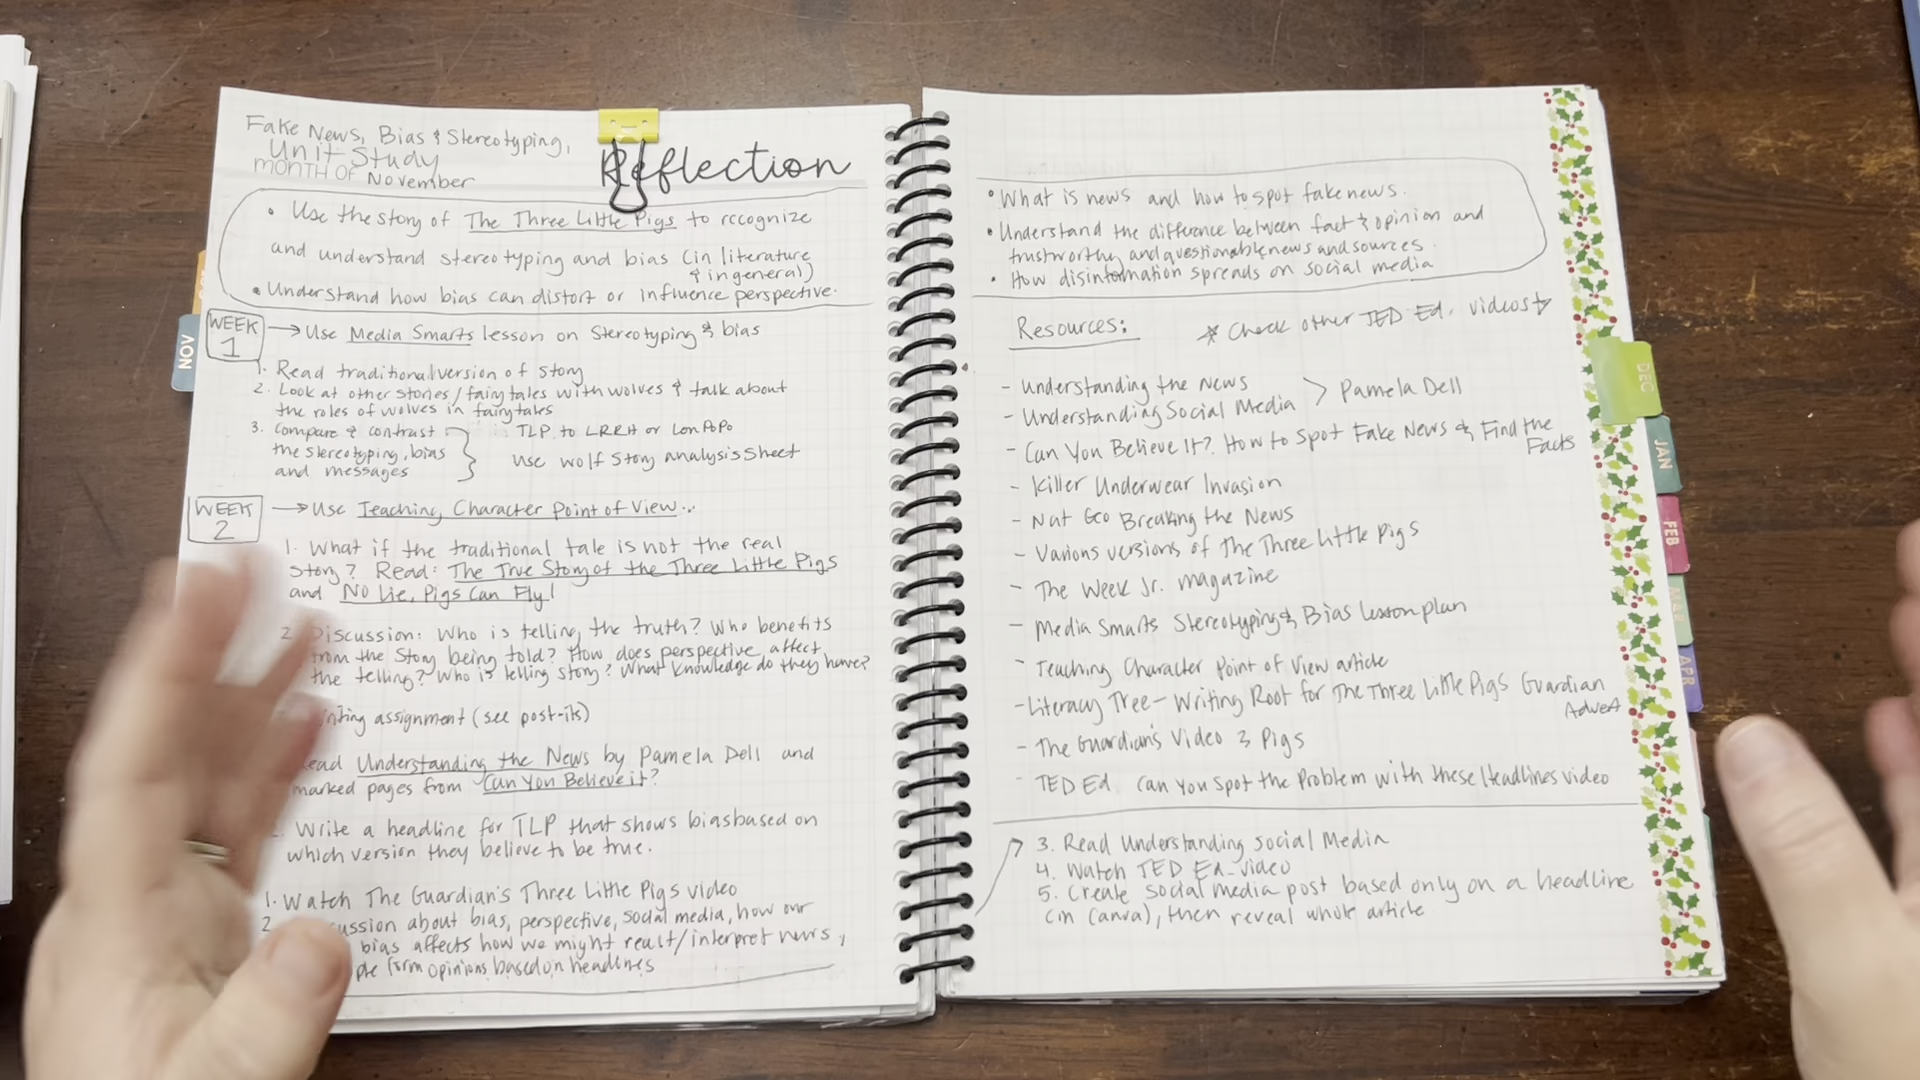 Fake News, Bias & Stereotyping,
Unit Study
MONTH OF November
Reflection
• Use the story of The Three Little Pigs to recognize
and understand stereotyping and bias (in literature
& in general)
• Understand how bias can distort or influence perspective.
WEEK
1
→ Use Media Smarts lesson on Stereotyping & bias
1. Read traditional version of story
2. Look at other stories/fairytales with wolves & talk about
the roles of wolves in fairytales
3. Compare & contrast
the stereotyping, bias
and messages
TLP to LRRH or LonPoPo
Use wolf story analysis sheet
WEEK
2
→ Use Teaching Character Point of View..
1. What if the traditional tale is not the real
story? Read: The True Story of the Three Little Pigs
and No Lie, Pigs Can Fly!
2. Discussion: Who is telling the truth? Who benefits
from the story being told? How does perspective affect
the telling? Who is telling story? What knowledge do they have?
assignment (see post-its)
Read Understanding the News by Pamela Dell and
marked pages from Can You Believe it?
Write a headline for TLP that shows bias based on
which version they believe to be true.
1. Watch The Guardian's Three Little Pigs video
2. about bias, perspective, social media, how our
bias affects how we might react/interpret news,
form opinions based on headlines
NOV
• What is news and how to spot fake news.
• Understand the difference between fact & opinion and
trustworthy and questionable news and sources.
• How disinformation spreads on social media
Resources:
* Check other TED Ed. videos
- Understanding the News
- Understanding Social Media > Pamela Dell
- Can You Believe It? How to Spot Fake News & Find the
Facts
- Killer Underwear Invasion
- Nat Geo Breaking the News
- Various versions of The Three Little Pigs
- The Week Jr. magazine
- Media Smarts Stereotyping & Bias lesson plan
- Teaching Character Point of View article
- Literacy Tree - Writing Root for The Three Little Pigs Guardian
Advert
- The Guardian's Video 3 Pigs
- TED Ed. Can you spot the problem with these Headlines video
3. Read Understanding Social Media
4. Watch TED Ed. video
5. Create social media post based only on a headline
(in Canva), then reveal whole article
DEC
JAN
FEB
MAR
APR